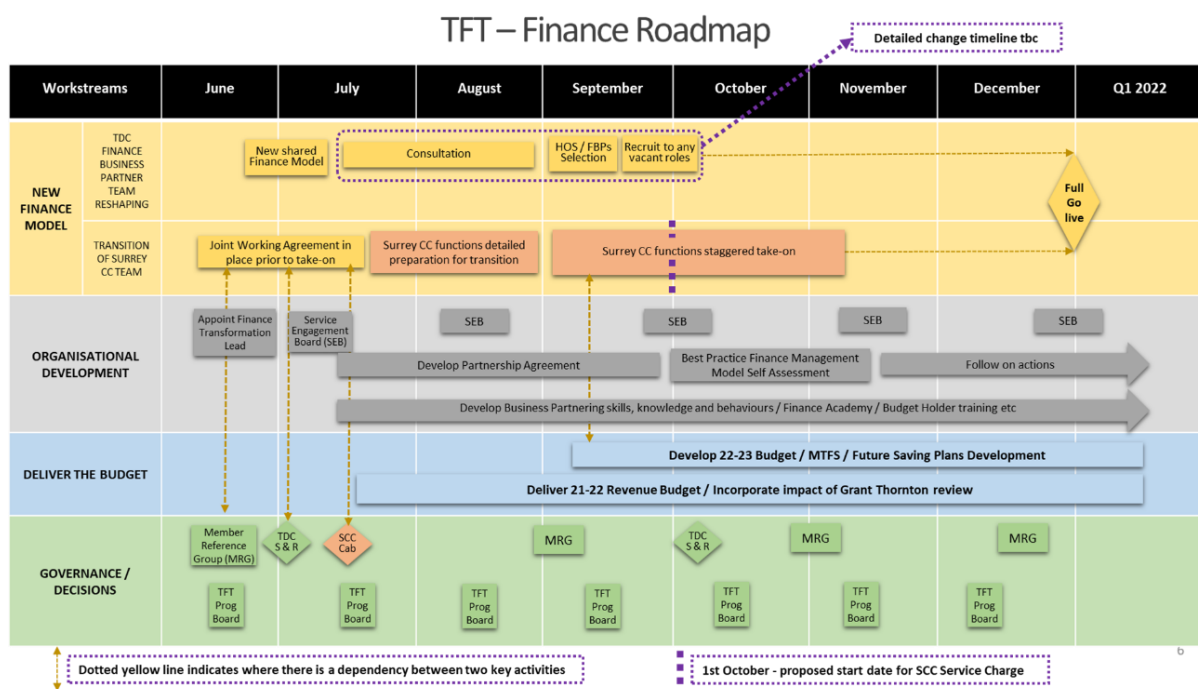 TFT – Finance Roadmap
Detailed change timeline tbc
Workstreams
June
July
August
September
October
November
December
Q1 2022
NEW
FINANCE
MODEL
TDC
FINANCE
BUSINESS
PARTNER
TEAM
RESHAPING
New shared
Finance Model
Consultation
HOS / FBPs
Selection
Recruit to any
vacant roles
Full
Go
live
TRANSITION
OF SURREY
CC TEAM
Joint Working Agreement in
place prior to take-on
Surrey CC functions detailed
preparation for transition
Surrey CC functions staggered take-on
ORGANISATIONAL
DEVELOPMENT
Appoint Finance
Transformation
Lead
Service
Engagement
Board (SEB)
SEB
SEB
SEB
SEB
Develop Partnership Agreement
Best Practice Finance Management
Model Self Assessment
Follow on actions
Develop Business Partnering skills, knowledge and behaviours / Finance Academy / Budget Holder training etc
DELIVER THE BUDGET
Develop 22-23 Budget / MTFS / Future Saving Plans Development
Deliver 21-22 Revenue Budget / Incorporate impact of Grant Thornton review
GOVERNANCE /
DECISIONS
Member
Reference
Group (MRG)
TDC
S & R
SCC
Cab
MRG
TDC
S & R
MRG
MRG
TFT
Prog
Board
TFT
Prog
Board
TFT
Prog
Board
TFT
Prog
Board
TFT
Prog
Board
TFT
Prog
Board
TFT
Prog
Board
Dotted yellow line indicates where there is a dependency between two key activities
1st October - proposed start date for SCC Service Charge
6